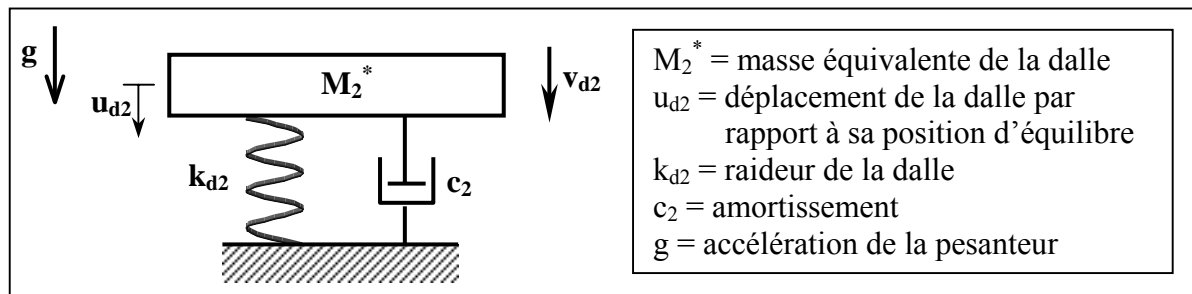 g
u_d2
M_2^*
v_d2
k_d2
c_2
M_2^* = masse équivalente de la dalle
u_d2 = déplacement de la dalle par
rapport à sa position d’équilibre
k_d2 = raideur de la dalle
c_2 = amortissement
g = accélération de la pesanteur